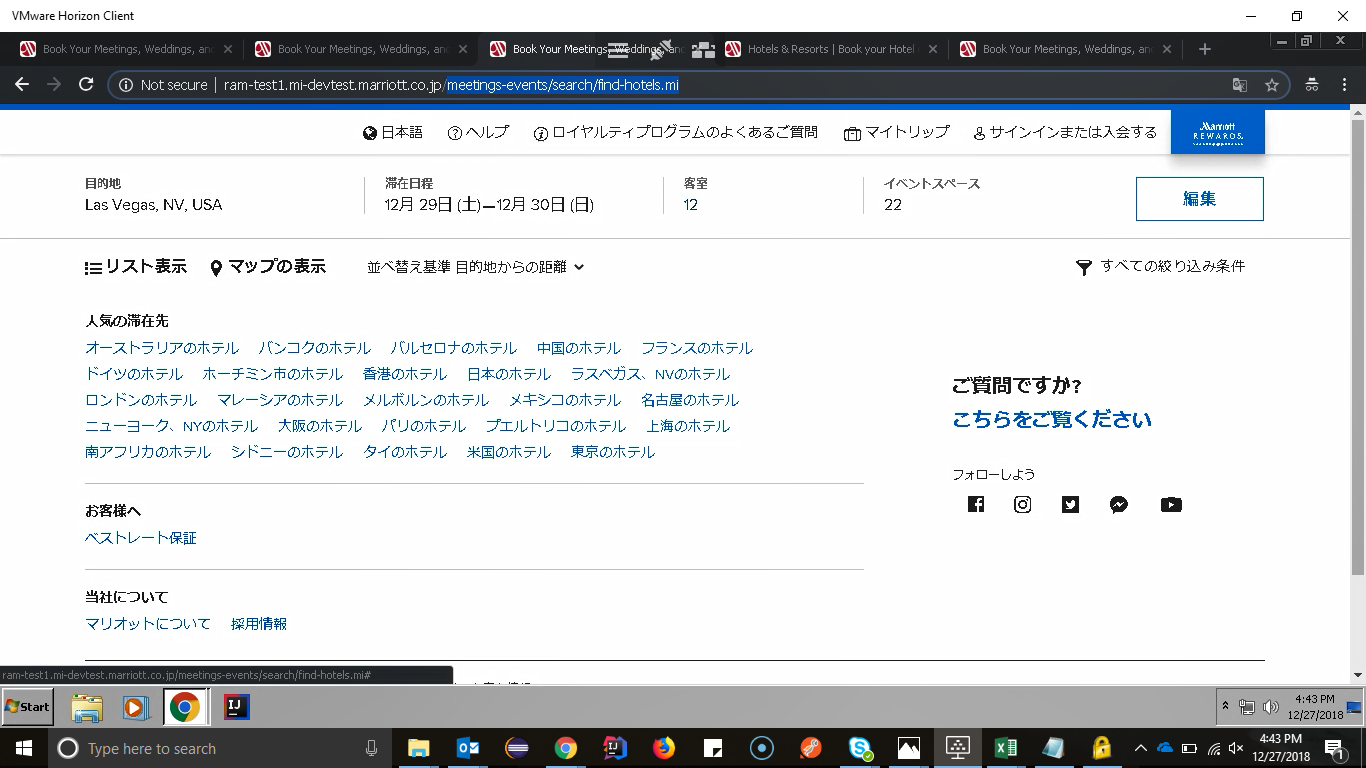 VMware Horizon Client
Book Your Meetings, Weddings, an
Book Your Meetings, Weddings, an
Book Your Meetings, Weddings, an
Hotels & Resorts | Book your Hotel
Book Your Meetings, Weddings, an
Not secure | ram-test1.mi-devtest.marriott.co.jp/meetings-events/search/find-hotels.mi
日本語 ヘルプ ロイヤルティプログラムのよくあるご質問 マイトリップ サインインまたは入会する
Marriott
REWARDS.
目的地 滞在日程 客室 イベントスペース
Las Vegas, NV, USA 12月 29日 (土)—12月 30日 (日) 12 22
編集
リスト表示 マップの表示 並べ替え基準 目的地からの距離 すべての絞り込み条件
人気の滞在先
オーストラリアのホテル バンコクのホテル バルセロナのホテル 中国のホテル フランスのホテル
ドイツのホテル ホーチミン市のホテル 香港のホテル 日本のホテル ラスベガス、NVのホテル
ロンドンのホテル マレーシアのホテル メルボルンのホテル メキシコのホテル 名古屋のホテル
ニューヨーク、NYのホテル 大阪のホテル パリのホテル プエルトリコのホテル 上海のホテル
南アフリカのホテル シドニーのホテル タイのホテル 米国のホテル 東京のホテル
ご質問ですか?
こちらをご覧ください
フォローしよう
お客様へ
ベストレート保証
当社について
マリオットについて 採用情報
ram-test1.mi-devtest.marriott.co.jp/meetings-events/search/find-hotels.mi#
Start
4:43 PM
12/27/2018
Type here to search
4:43 PM
12/27/2018